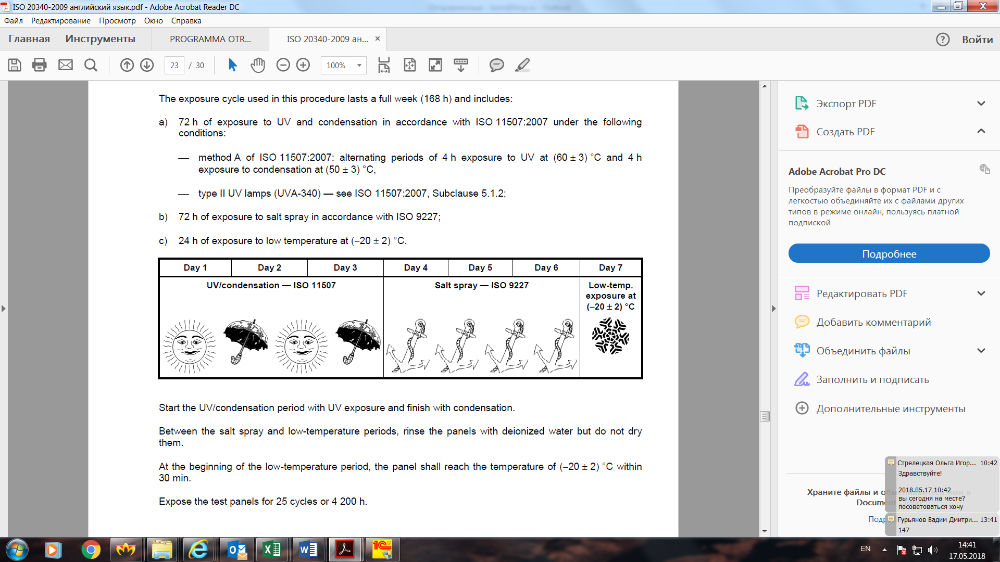 ISO 20340-2009 английский язык.pdf - Adobe Acrobat Reader DC
Файл Редактирование Просмотр Окно Справка
Главная Инструменты PROGRAMMA OTR... ISO 20340-2009 ан... ×
? Войти
23 / 30 100%
The exposure cycle used in this procedure lasts a full week (168 h) and includes:
a) 72 h of exposure to UV and condensation in accordance with ISO 11507:2007 under the following
conditions:
— method A of ISO 11507:2007: alternating periods of 4 h exposure to UV at (60 ± 3) °C and 4 h
exposure to condensation at (50 ± 3) °C,
— type II UV lamps (UVA-340) — see ISO 11507:2007, Subclause 5.1.2;
b) 72 h of exposure to salt spray in accordance with ISO 9227;
c) 24 h of exposure to low temperature at (–20 ± 2) °C.
Day 1 Day 2 Day 3 Day 4 Day 5 Day 6 Day 7
UV/condensation — ISO 11507 Salt spray — ISO 9227 Low-temp.
exposure at
(–20 ± 2) °C
Start the UV/condensation period with UV exposure and finish with condensation.
Between the salt spray and low-temperature periods, rinse the panels with deionized water but do not dry
them.
At the beginning of the low-temperature period, the panel shall reach the temperature of (–20 ± 2) °C within
30 min.
Expose the test panels for 25 cycles or 4 200 h.
Экспорт PDF
Создать PDF
Adobe Acrobat Pro DC
Преобразуйте файлы в формат PDF и с
легкостью объединяйте их с файлами других
типов в режиме онлайн, пользуясь платной
подпиской
Подробнее
Редактировать PDF
Добавить комментарий
Объединить файлы
Заполнить и подписать
Дополнительные инструменты
Храните файлы и
Document
Стрелецкая Ольга Игор... 10:42
Здравствуйте!
2018.05.17 10:42
вы сегодня на месте?
посоветоваться хочу
Гурьянов Вадим Дмитри... 13:41
147
EN
14:41
17.05.2018